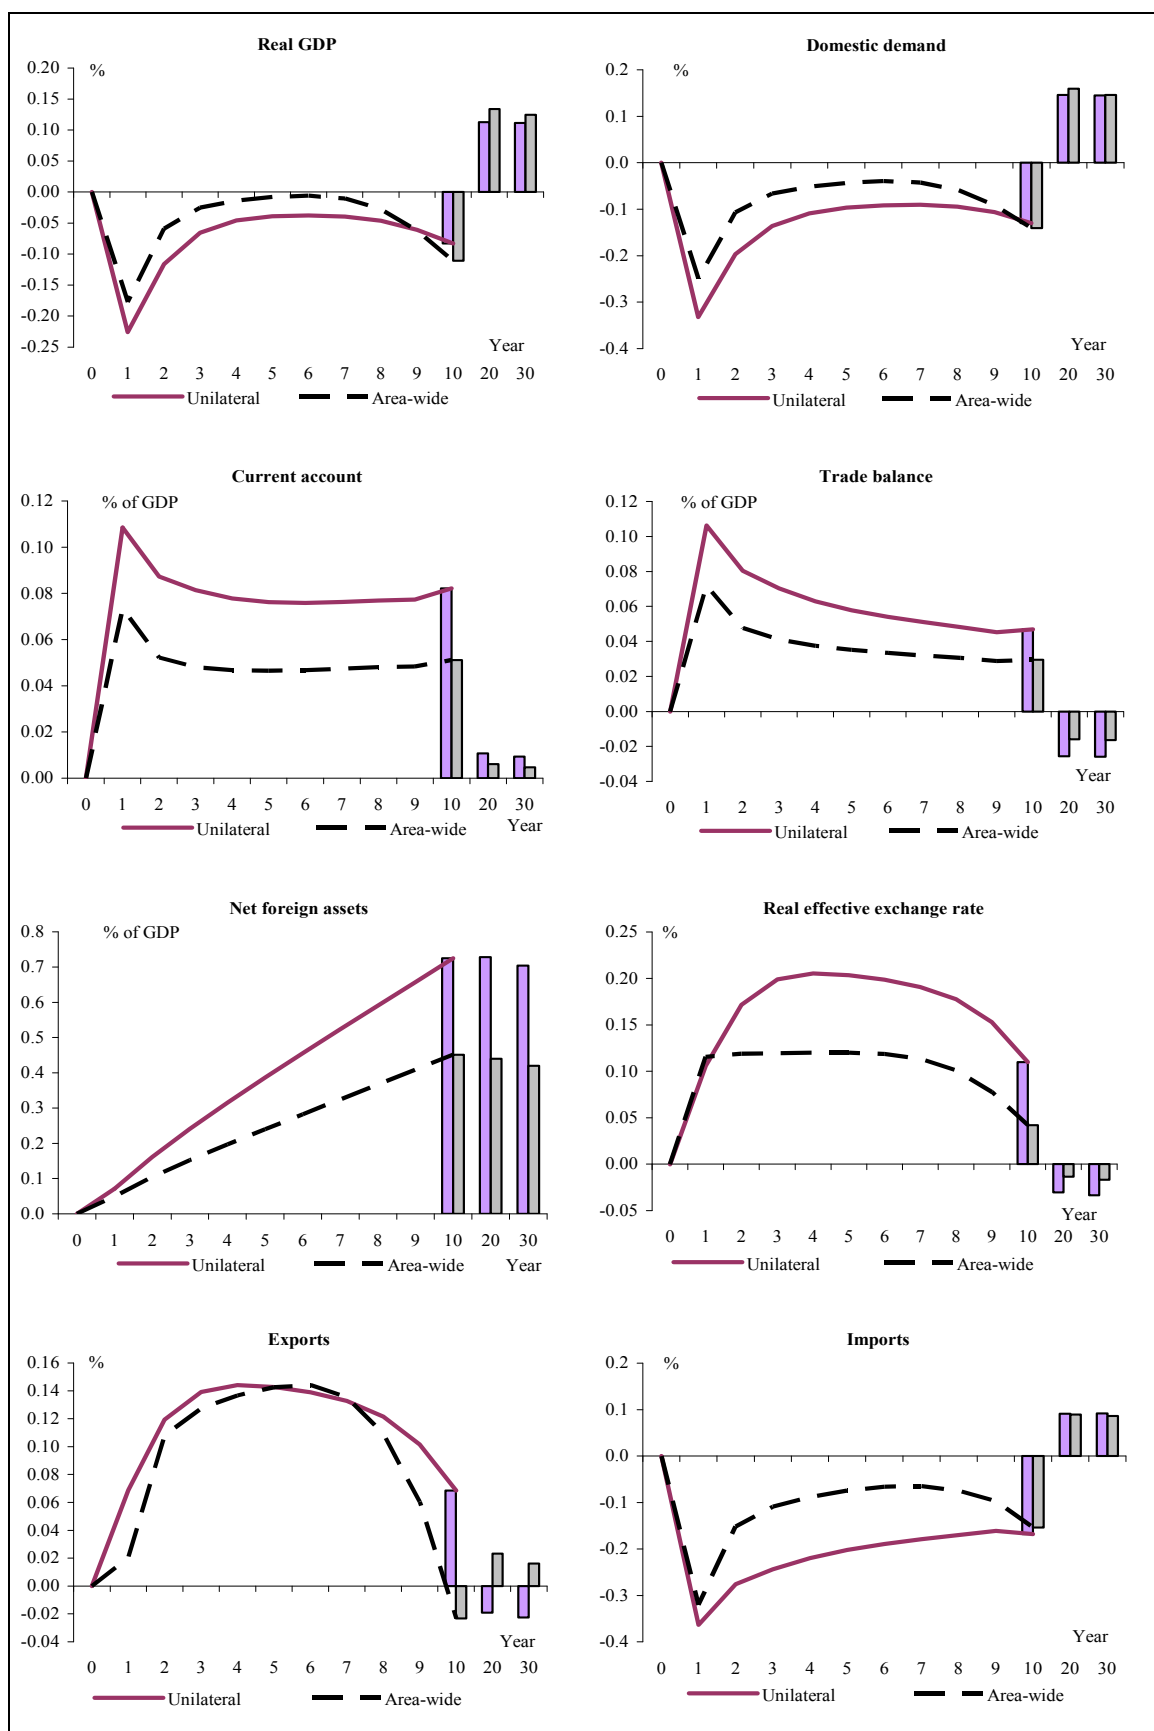 Real GDP
%
0.20
0.15
0.10
0.05
0.00
-0.05
-0.10
-0.15
-0.20
-0.25
Year
0 1 2 3 4 5 6 7 8 9 10 20 30
Unilateral Area-wide
Domestic demand
%
0.2
0.1
0.0
-0.1
-0.2
-0.3
-0.4
Year
0 1 2 3 4 5 6 7 8 9 10 20 30
Unilateral Area-wide
Current account
% of GDP
0.12
0.10
0.08
0.06
0.04
0.02
0.00
0 1 2 3 4 5 6 7 8 9 10 20 30
Unilateral Area-wide Year
Trade balance
% of GDP
0.12
0.10
0.08
0.06
0.04
0.02
0.00
-0.02
-0.04
Year
0 1 2 3 4 5 6 7 8 9 10 20 30
Unilateral Area-wide
Net foreign assets
% of GDP
0.8
0.7
0.6
0.5
0.4
0.3
0.2
0.1
0.0
0 1 2 3 4 5 6 7 8 9 10 20 30
Unilateral Area-wide Year
Real effective exchange rate
%
0.25
0.20
0.15
0.10
0.05
0.00
-0.05
Year
0 1 2 3 4 5 6 7 8 9 10 20 30
Unilateral Area-wide
Exports
%
0.16
0.14
0.12
0.10
0.08
0.06
0.04
0.02
0.00
-0.02
-0.04
Year
0 1 2 3 4 5 6 7 8 9 10 20 30
Unilateral Area-wide
Imports
%
0.2
0.1
0.0
-0.1
-0.2
-0.3
-0.4
Year
0 1 2 3 4 5 6 7 8 9 10 20 30
Unilateral Area-wide